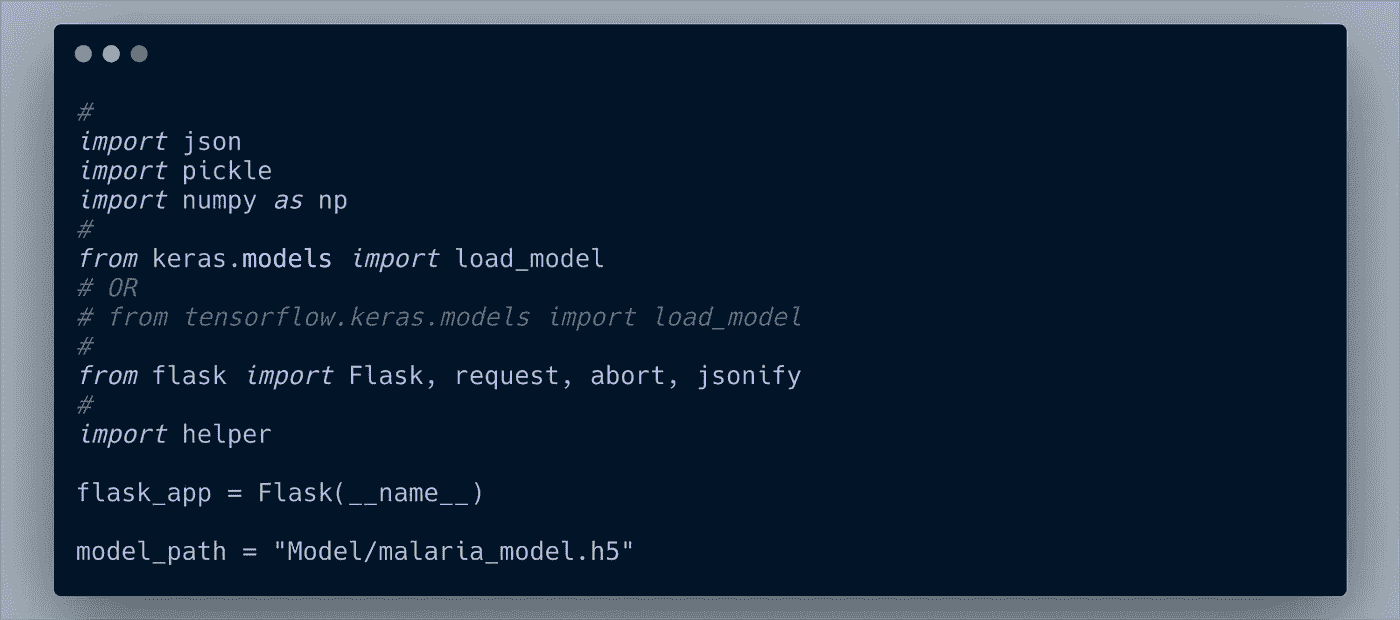 #
import json
import pickle
import numpy as np
#
from keras.models import load_model
# OR
# from tensorflow.keras.models import load_model
#
from flask import Flask, request, abort, jsonify
#
import helper
flask_app = Flask(__name__)
model_path = "Model/malaria_model.h5"